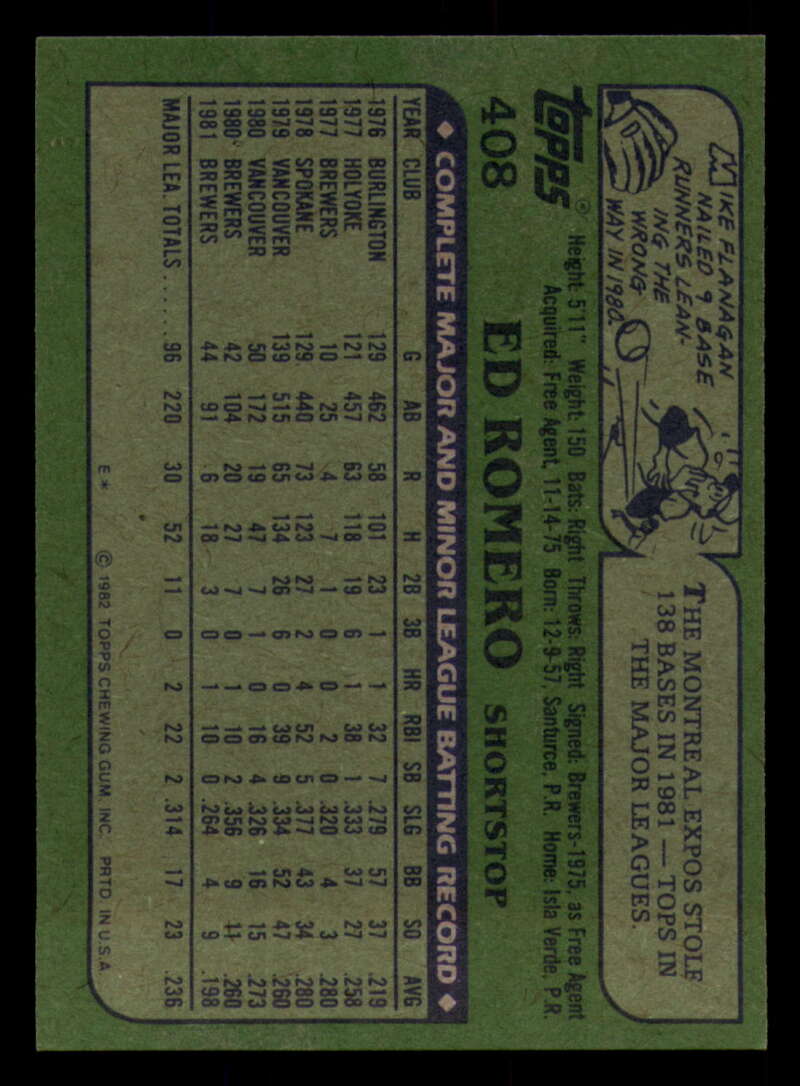 MIKE FLANAGAN
NAILED 9 BASE
RUNNERS LEAN-
ING THE
WRONG
WAY IN 1980.
THE MONTREAL EXPOS STOLE
138 BASES IN 1981 — TOPS IN
THE MAJOR LEAGUES.
TOPPS®
Height: 5'11" Weight: 150 Bats: Right Throws: Right Signed: Brewers-1975, as Free Agent
Acquired: Free Agent, 11-14-75 Born: 12-9-57, Santurce, P.R. Home: Isla Verde, P.R.
408 ED ROMERO SHORTSTOP
◆ COMPLETE MAJOR AND MINOR LEAGUE BATTING RECORD ◆
YEAR CLUB G AB R H 2B 3B HR RBI SB SLG BB SO AVG
1976 BURLINGTON 129 462 58 101 23 1 1 32 7 .279 57 37 .219
1977 HOLYOKE 121 457 63 118 19 6 1 38 1 .333 37 27 .258
1977 BREWERS 10 25 4 7 1 0 0 2 0 .320 4 3 .280
1978 SPOKANE 129 440 73 123 27 2 4 52 5 .377 43 34 .280
1979 VANCOUVER 139 515 65 134 26 6 0 39 9 .334 52 47 .260
1980 VANCOUVER 50 172 19 47 7 1 0 16 4 .326 16 15 .273
1980 BREWERS 42 104 20 27 7 0 1 10 2 .356 9 11 .260
1981 BREWERS 44 91 6 18 3 0 1 10 0 .264 4 9 .198
MAJOR LEA. TOTALS ...... 96 220 30 52 11 0 2 22 2 .314 17 23 .236
E* © 1982 TOPPS CHEWING GUM, INC. PRTD. IN U.S.A.